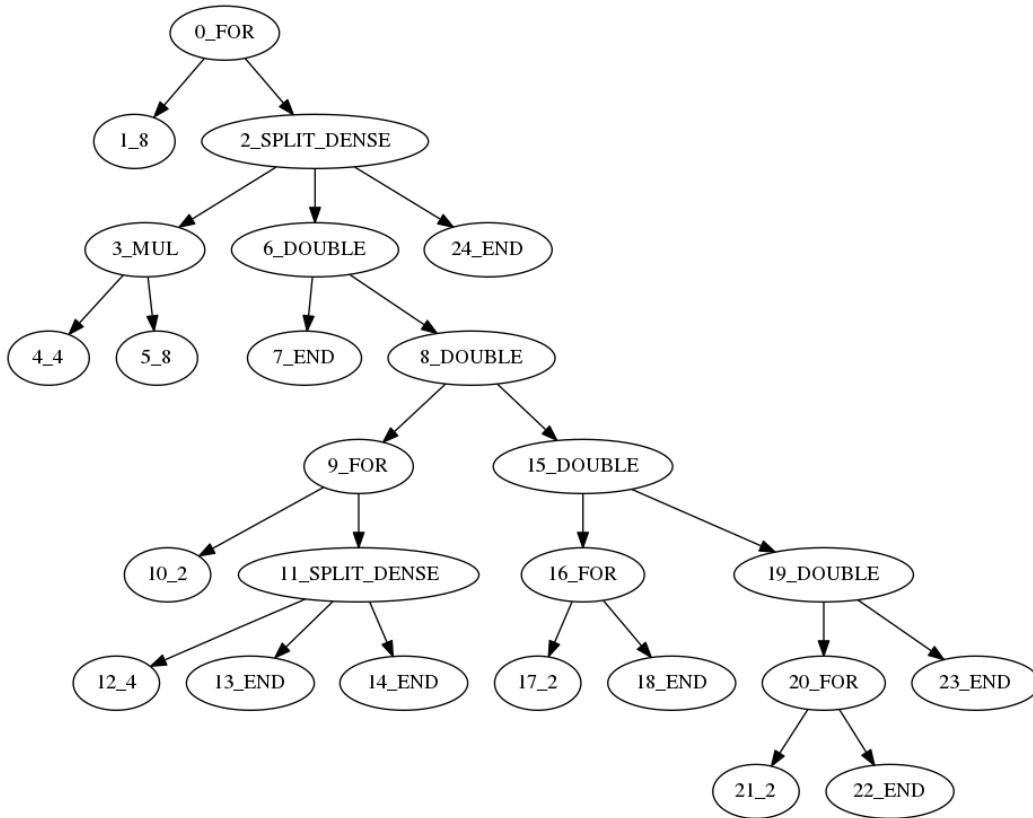 0_FOR
1_8
2_SPLIT_DENSE
3_MUL
6_DOUBLE
24_END
4_4
5_8
7_END
8_DOUBLE
9_FOR
15_DOUBLE
10_2
11_SPLIT_DENSE
16_FOR
19_DOUBLE
12_4
13_END
14_END
17_2
18_END
20_FOR
23_END
21_2
22_END